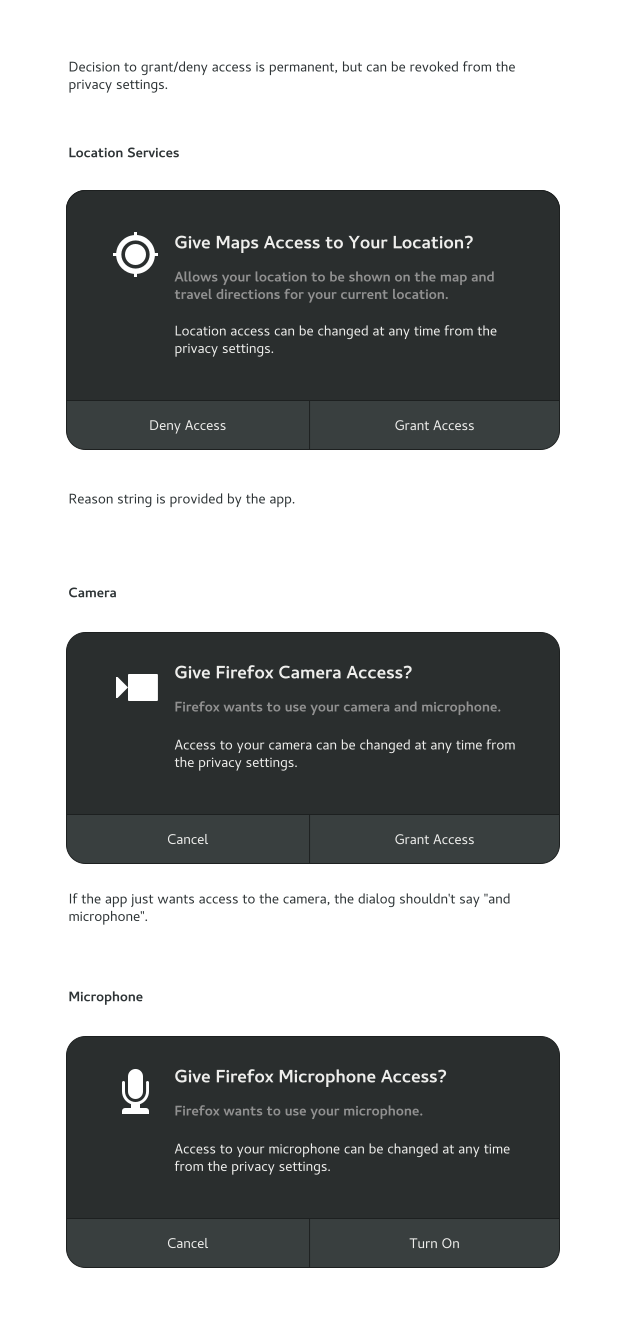 Decision to grant/deny access is permanent, but can be revoked from the
privacy settings.
Location Services
Give Maps Access to Your Location?
Allows your location to be shown on the map and
travel directions for your current location.
Location access can be changed at any time from the
privacy settings.
Deny Access
Grant Access
Reason string is provided by the app.
Camera
Give Firefox Camera Access?
Firefox wants to use your camera and microphone.
Access to your camera can be changed at any time from
the privacy settings.
Cancel
Grant Access
If the app just wants access to the camera, the dialog shouldn't say "and
microphone".
Microphone
Give Firefox Microphone Access?
Firefox wants to use your microphone.
Access to your microphone can be changed at any time
from the privacy settings.
Cancel
Turn On